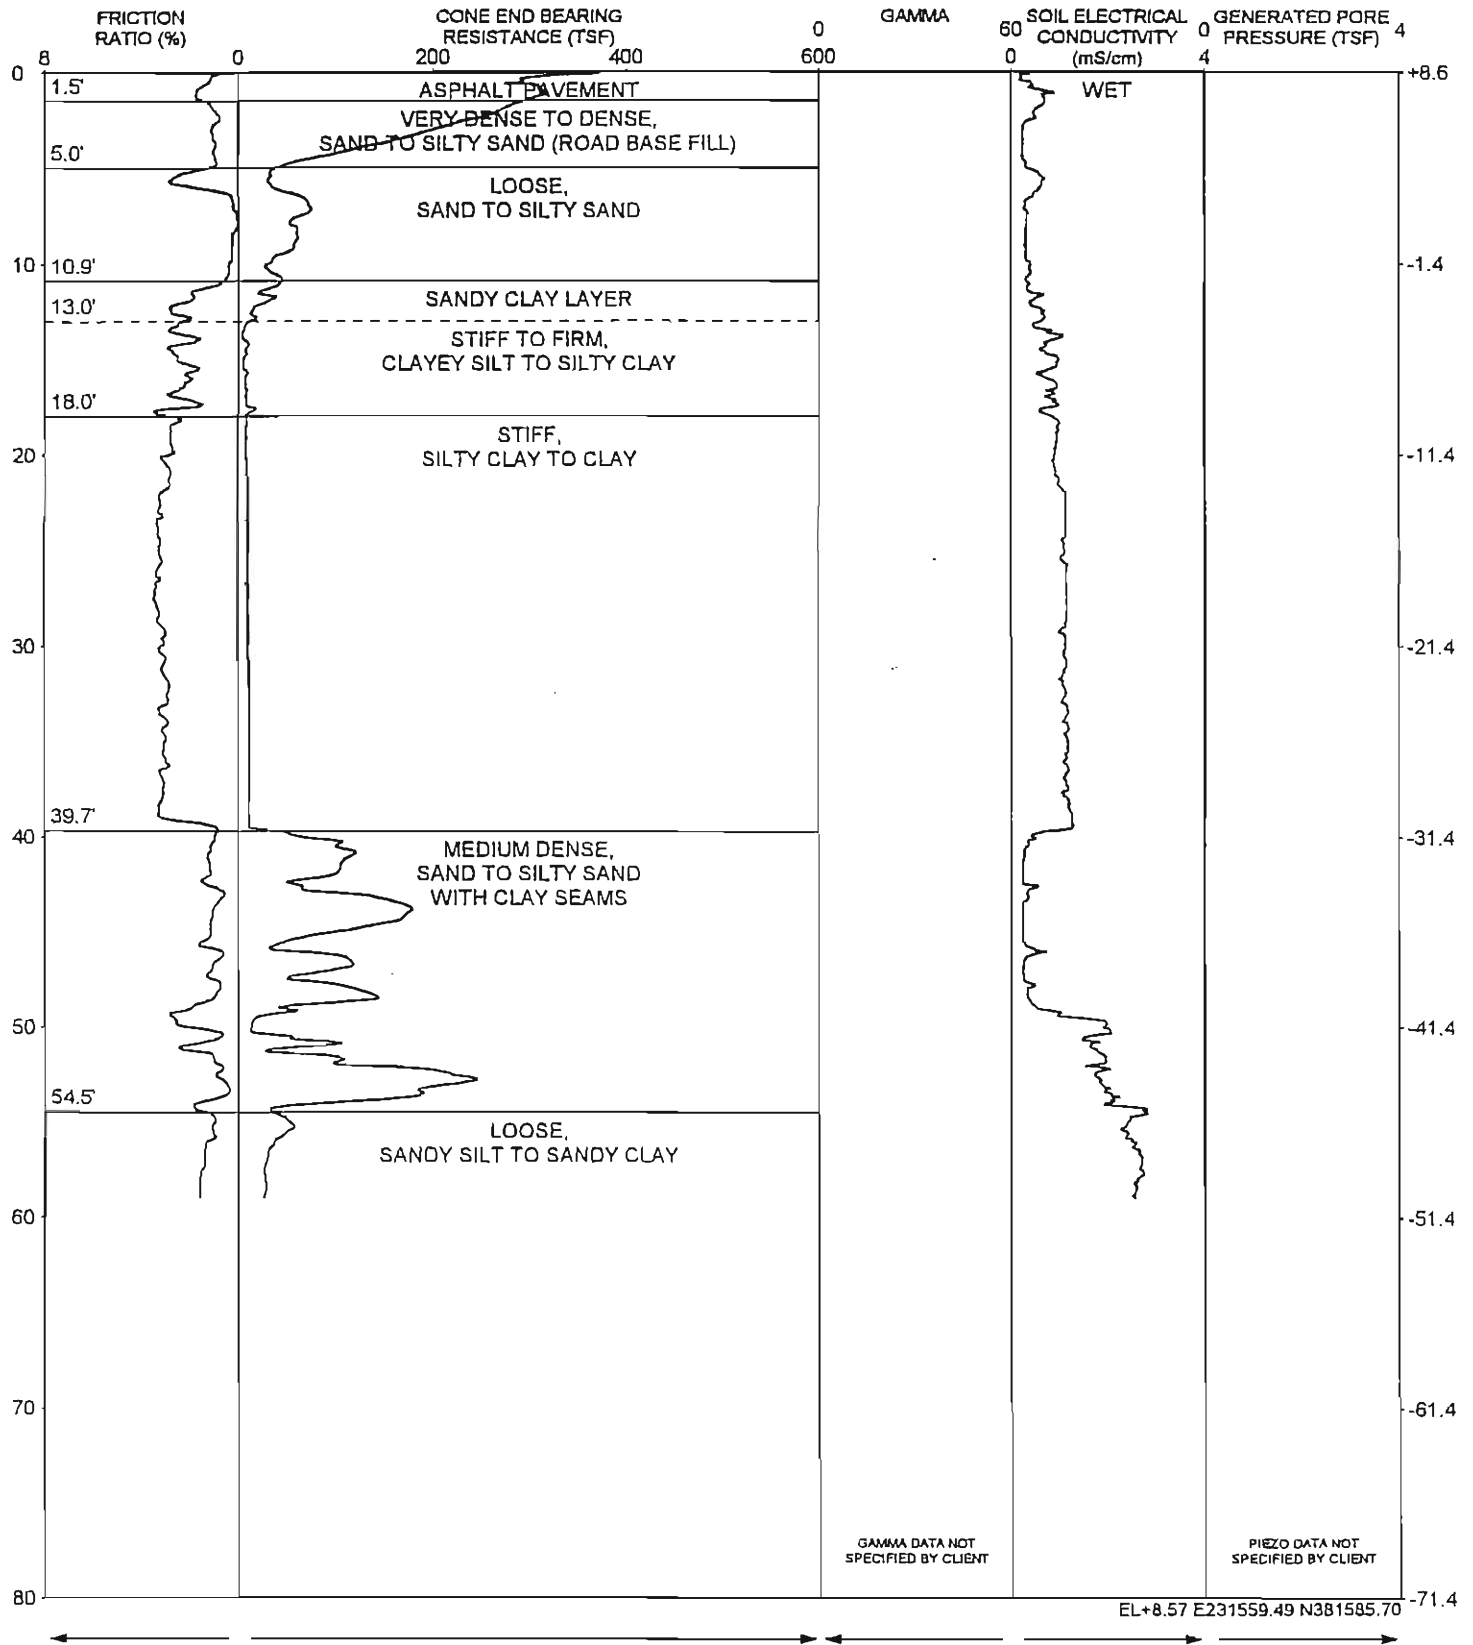 FRICTION
RATIO (%)
CONE END BEARING
RESISTANCE (TSF)
GAMMA
SOIL ELECTRICAL
CONDUCTIVITY
(mS/cm)
GENERATED PORE
PRESSURE (TSF)
8 0 200 400 600
0 60
0 4
0 4
0 +8.6
1.5' ASPHALT PAVEMENT WET
VERY DENSE TO DENSE,
SAND TO SILTY SAND (ROAD BASE FILL)
5.0'
LOOSE,
SAND TO SILTY SAND
10 10.9' -1.4
SANDY CLAY LAYER
13.0'
STIFF TO FIRM,
CLAYEY SILT TO SILTY CLAY
18.0'
STIFF,
SILTY CLAY TO CLAY
20 -11.4
30 -21.4
39.7'
40 -31.4
MEDIUM DENSE,
SAND TO SILTY SAND
WITH CLAY SEAMS
50 -41.4
54.5'
LOOSE,
SANDY SILT TO SANDY CLAY
60 -51.4
70 -61.4
GAMMA DATA NOT
SPECIFIED BY CLIENT
PIEZO DATA NOT
SPECIFIED BY CLIENT
80 -71.4
EL+8.57 E231559.49 N381585.70